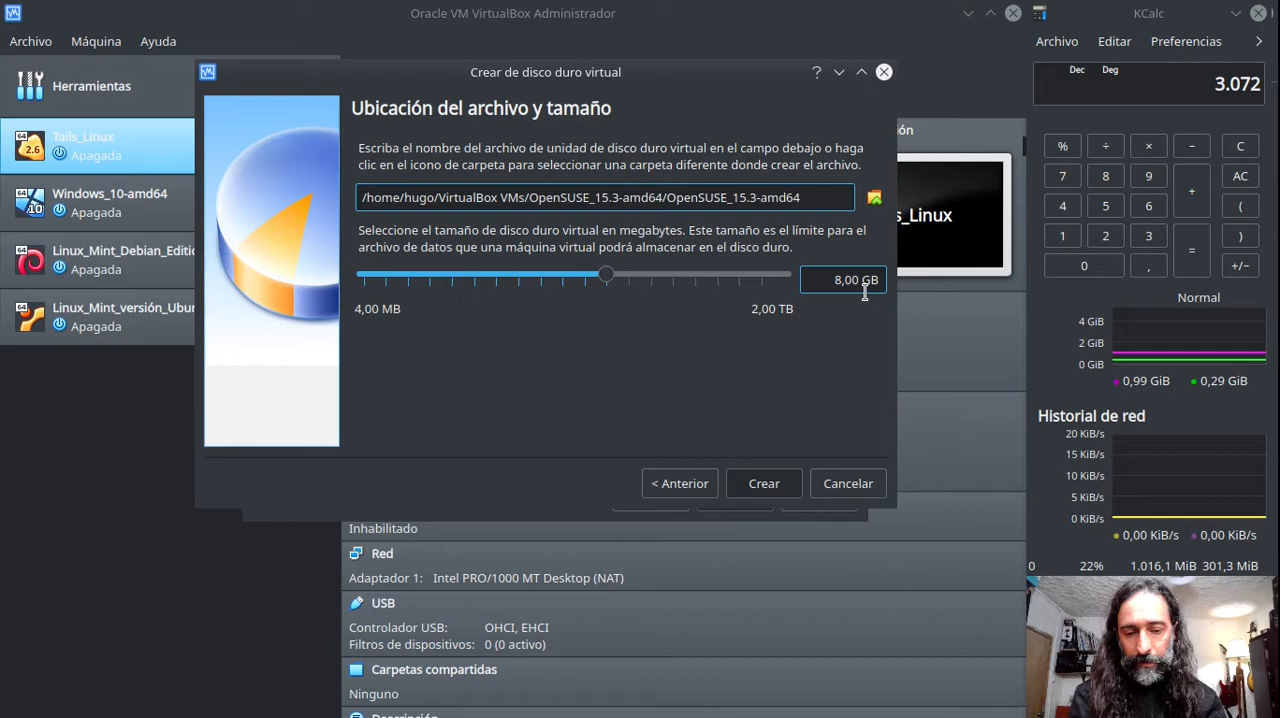 Oracle VM VirtualBox Administrador
Archivo Máquina Ayuda
Herramientas
64
2.6
Tails_Linux
Apagada
64
10
Windows_10-amd64
Apagada
64
Linux_Mint_Debian_Editic
Apagada
64
Linux_Mint_versión_Ubur
Apagada
Crear de disco duro virtual
?
Ubicación del archivo y tamaño
Escriba el nombre del archivo de unidad de disco duro virtual en el campo debajo o haga
clic en el icono de carpeta para seleccionar una carpeta diferente donde crear el archivo.
/home/hugo/VirtualBox VMs/OpenSUSE_15.3-amd64/OpenSUSE_15.3-amd64
Seleccione el tamaño de disco duro virtual en megabytes. Este tamaño es el límite para el
archivo de datos que una máquina virtual podrá almacenar en el disco duro.
8,00 GB
4,00 MB 2,00 TB
< Anterior Crear Cancelar
ión
s_Linux
Inhabilitado
Red
Adaptador 1: Intel PRO/1000 MT Desktop (NAT)
USB
Controlador USB: OHCI, EHCI
Filtros de dispositivos: 0 (0 activo)
Carpetas compartidas
Ninguno
KCalc
Archivo Editar Preferencias >
Dec Deg
3.072
% ÷ × − C
7 8 9 + AC
4 5 6 (
1 2 3 = )
0 , +/−
Normal
4 GiB
2 GiB
0 GiB
0,99 GiB 0,29 GiB
Historial de red
20 KiB/s
15 KiB/s
10 KiB/s
5 KiB/s
0 KiB/s
0,00 KiB/s 0,00 KiB/s
0 22% 1.016,1 MiB 301,3 MiB